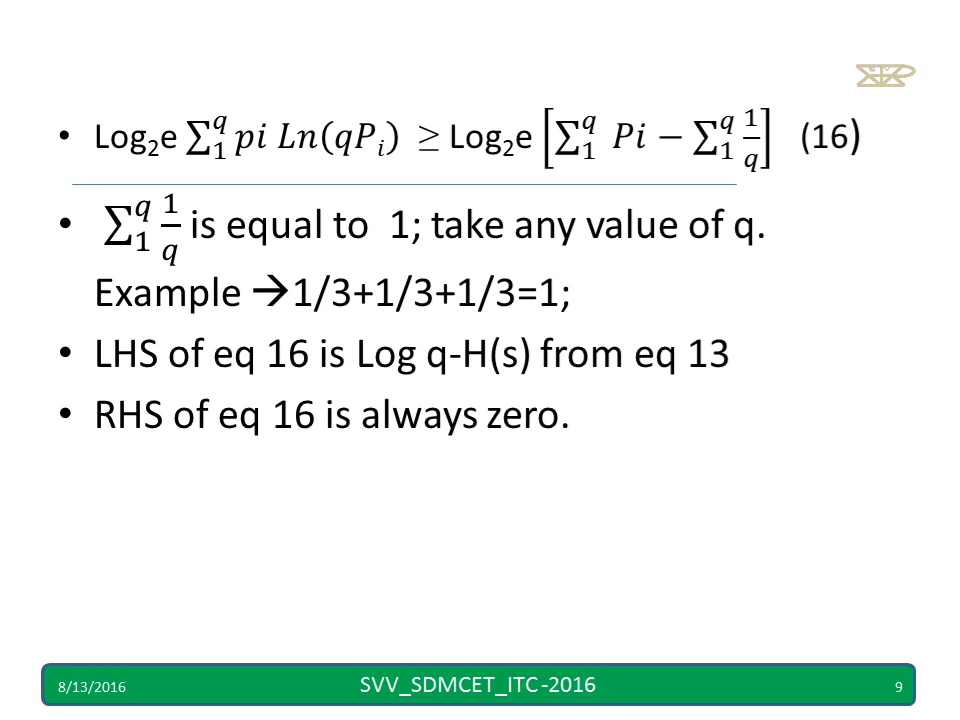 • Log₂e ∑₁^q 𝑝𝑖 𝐿𝑛(𝑞𝑃ᵢ) ≥ Log₂e [∑₁^q 𝑃𝑖 − ∑₁^q 1/q] (16)
• ∑₁^q 1/q is equal to 1; take any value of q.
Example →1/3+1/3+1/3=1;
• LHS of eq 16 is Log q-H(s) from eq 13
• RHS of eq 16 is always zero.
8/13/2016 SVV_SDMCET_ITC-2016 9